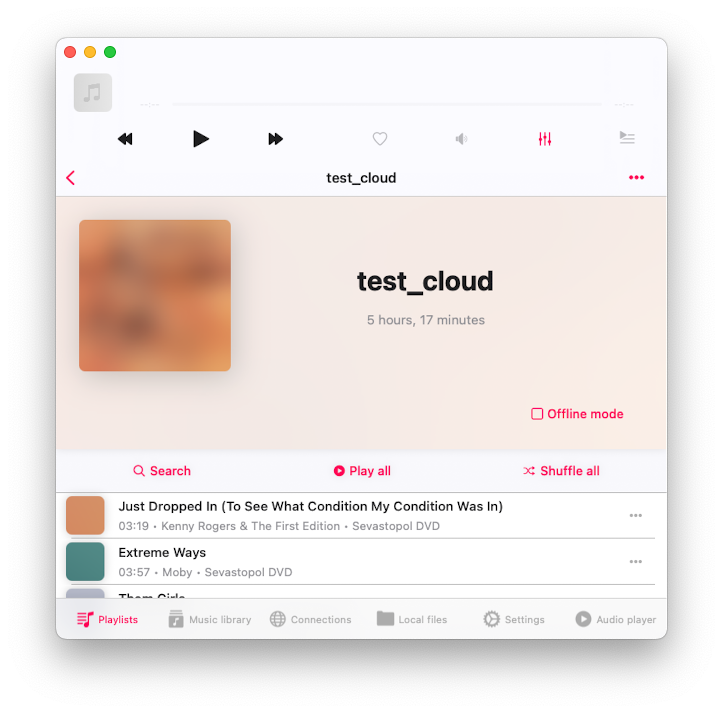 --:--
--:--
test_cloud
test_cloud
5 hours, 17 minutes
Offline mode
Search
Play all
Shuffle all
Just Dropped In (To See What Condition My Condition Was In)
03:19 • Kenny Rogers & The First Edition • Sevastopol DVD
Extreme Ways
03:57 • Moby • Sevastopol DVD
Them Girls
Playlists
Music library
Connections
Local files
Settings
Audio player